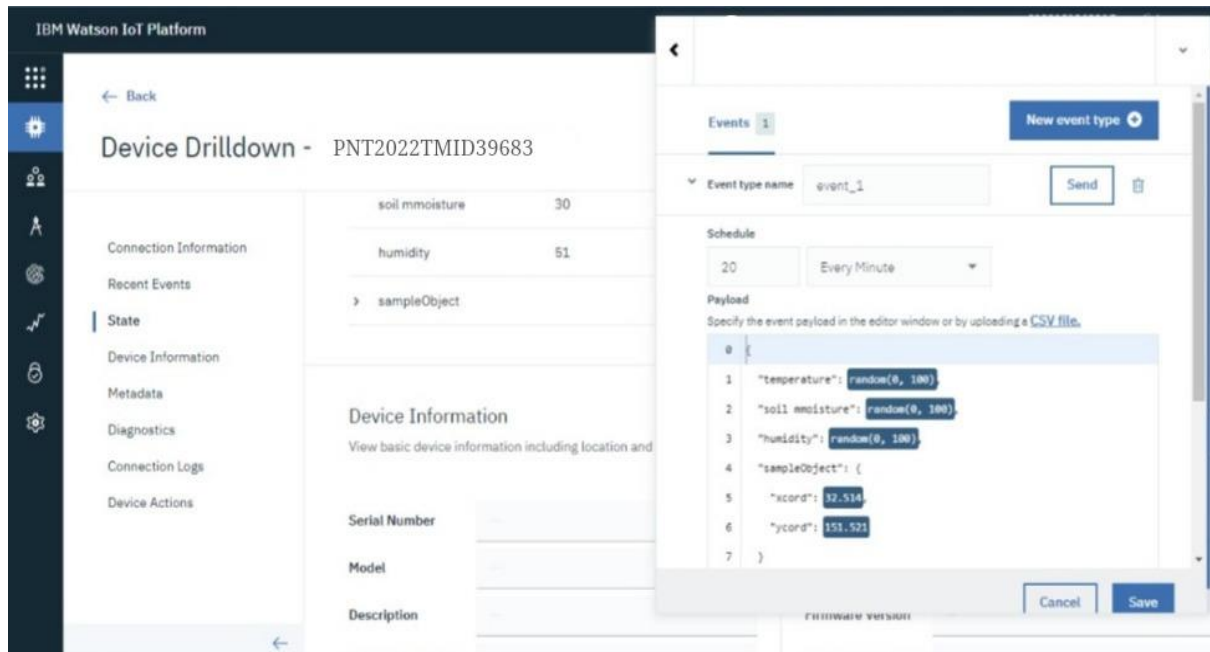 IBM Watson IoT Platform
← Back
Device Drilldown - PNT2022TMID39683
Connection Information
Recent Events
State
Device Information
Metadata
Diagnostics
Connection Logs
Device Actions
soil mmoisture 30
humidity 51
sampleObject
Device Information
View basic device information including location and
Serial Number
Model
Description
Events 1
New event type
Event type name event_1 Send
Schedule
20 Every Minute
Payload
Specify the event payload in the editor window or by uploading a CSV file.
0 {
1 "temperature": random(0, 100),
2 "soil mmoisture": random(0, 100),
3 "humidity": random(0, 100),
4 "sampleObject": {
5 "xcord": 32.514,
6 "ycord": 151.521
7 }
Cancel Save
Firmware Version